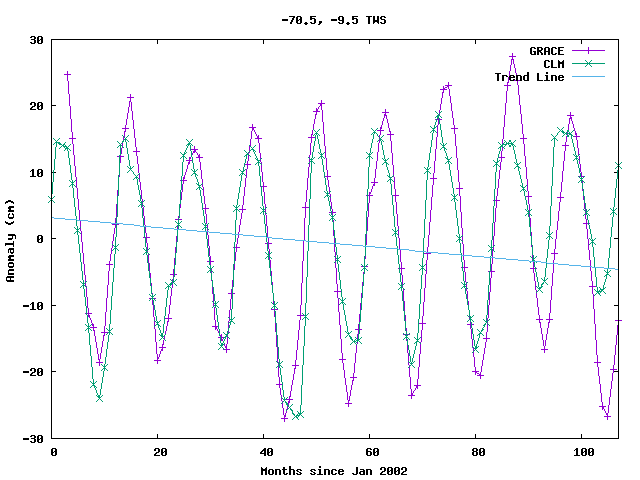 -70.5, -9.5 TWS
GRACE
CLM
Trend Line
30
20
10
0
-10
-20
-30
Anomaly (cm)
0 20 40 60 80 100
Months since Jan 2002